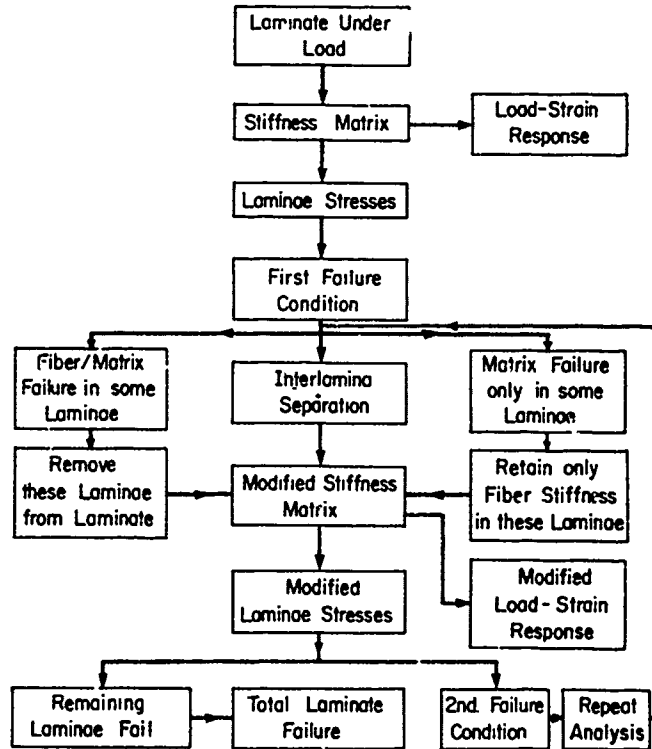 Laminate Under
Load
Stiffness Matrix
Load-Strain
Response
Laminae Stresses
First Failure
Condition
Fiber/Matrix
Failure in some
Laminae
Interlamina
Separation
Matrix Failure
only in some
Laminae
Remove
these Laminae
from Laminate
Modified Stiffness
Matrix
Retain only
Fiber Stiffness
in these Laminae
Modified
Laminae Stresses
Modified
Load-Strain
Response
Remaining
Laminae Fail
Total Laminate
Failure
2nd. Failure
Condition
Repeat
Analysis